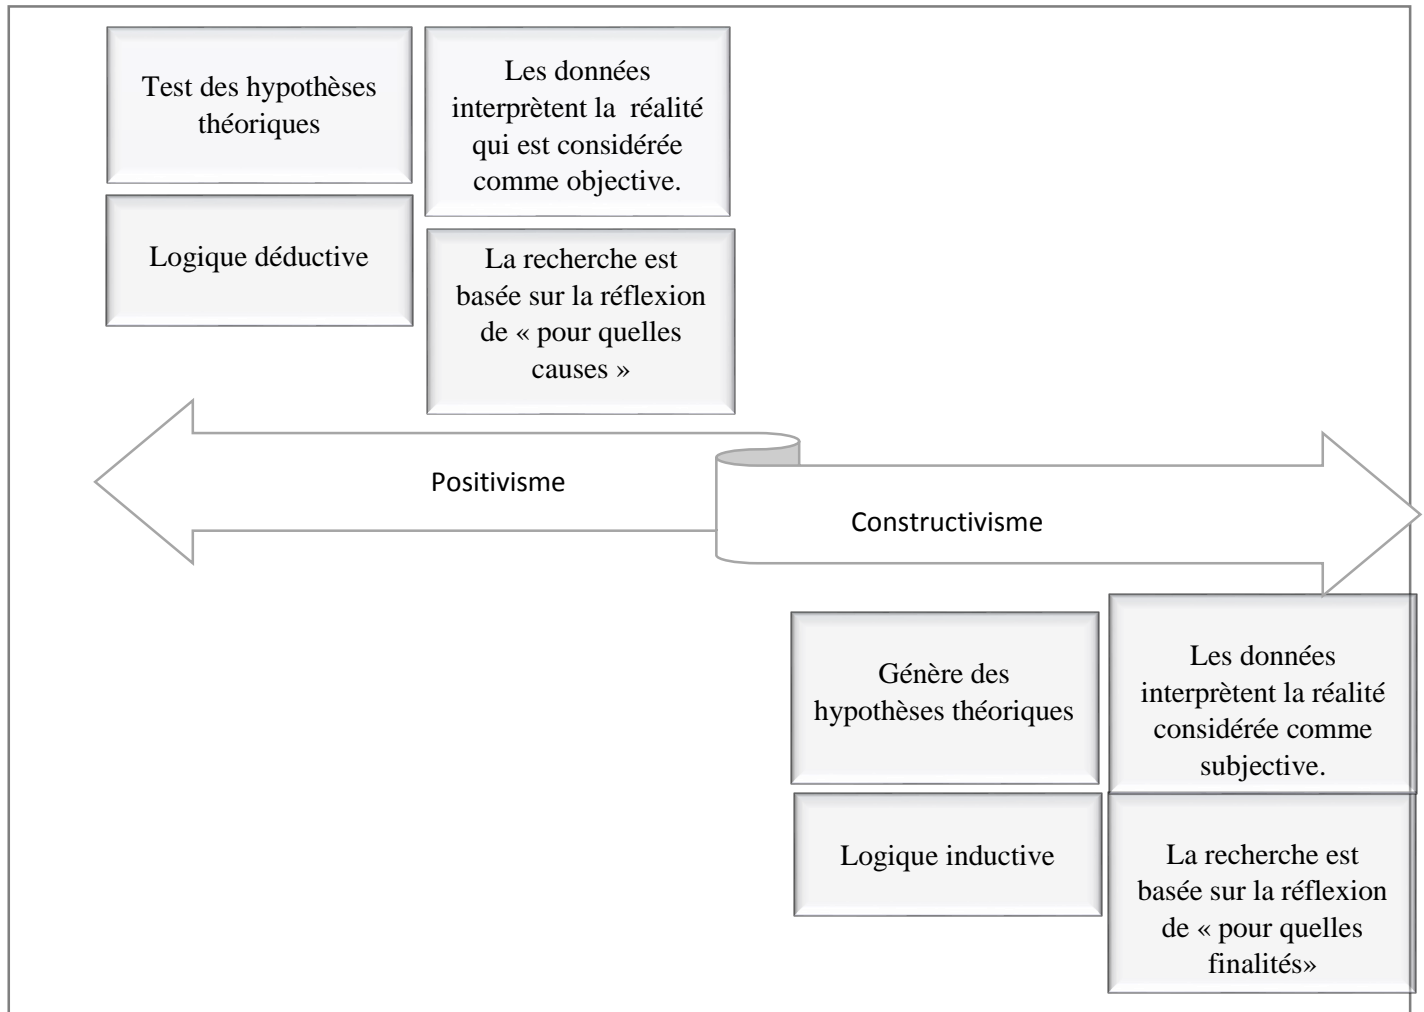 Test des hypothèses
théoriques
Les données
interprètent la réalité
qui est considérée
comme objective.
Logique déductive
La recherche est
basée sur la réflexion
de « pour quelles
causes »
Positivisme
Constructivisme
Génère des
hypothèses théoriques
Les données
interprètent la réalité
considérée comme
subjective.
Logique inductive
La recherche est
basée sur la réflexion
de « pour quelles
finalités»